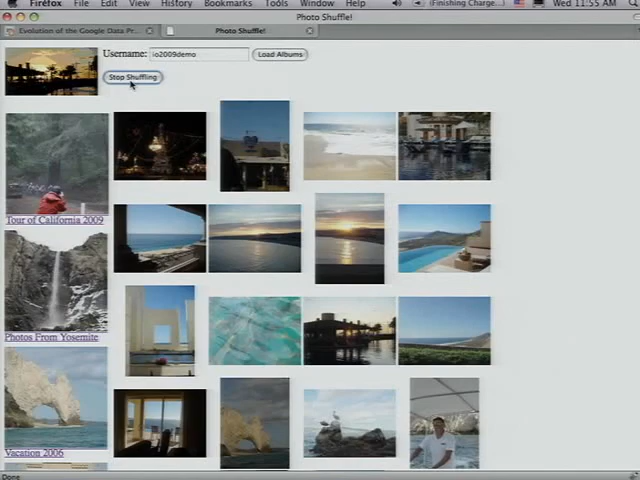 Firefox File Edit View History Bookmarks Tools Window Help (Finishing Charge...) Wed 11:55 AM
Photo Shuffle!
Evolution of the Google Data Pr... Photo Shuffle!
Username: io2009demo Load Albums
Stop Shuffling
Tour of California 2009
Photos From Yosemite
Vacation 2006
Done